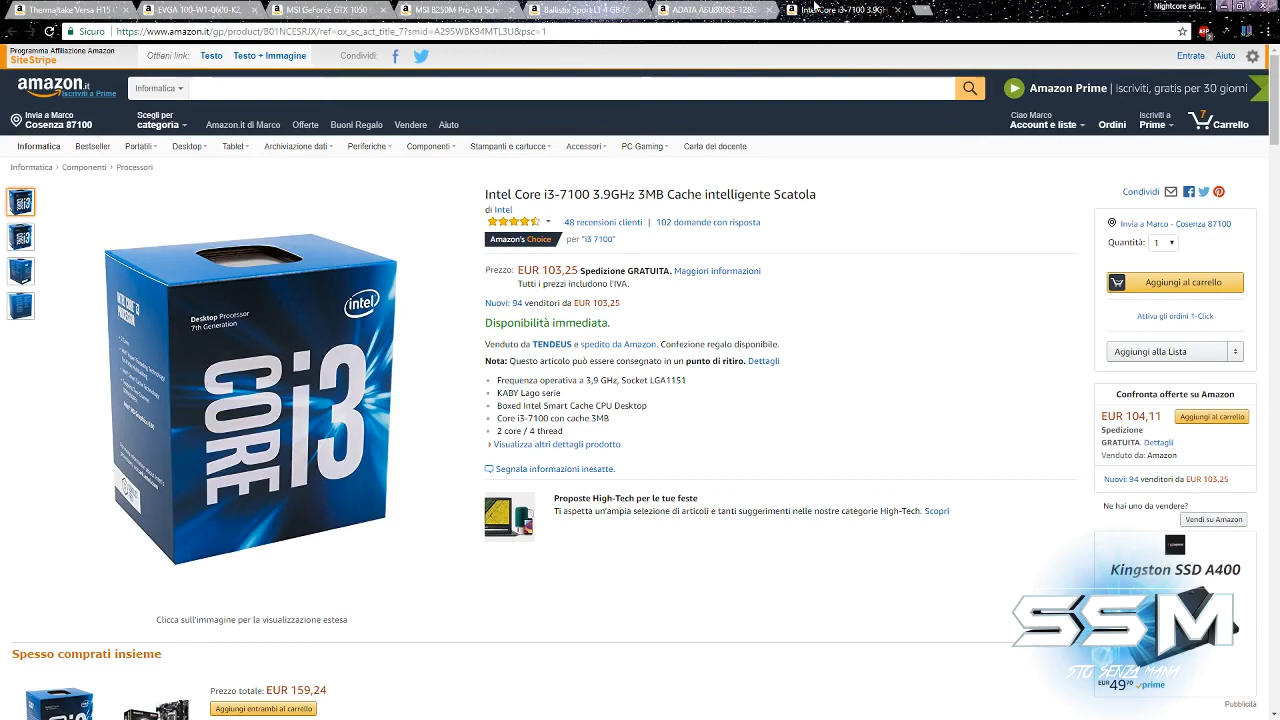 Thermaltake Versa H15 C
EVGA 100-W1-0600-K2
MSI GeForce GTX 1050
MSI B250M Pro-Vd Sche
Ballistix Sport LT 4 GB D
ADATA ASU800SS-128G
Intel Core i3-7100 3.9GH
Nightcore and
Sicuro
https://www.amazon.it/gp/product/B01NCESRJX/ref=ox_sc_act_title_7?smid=A295WBK94MTL3U&psc=1
Programma Affiliazione Amazon
SiteStripe
Ottieni link: Testo Testo + Immagine Condividi:
Entrate Aiuto
amazon.it
Iscriviti a Prime
Informatica
Amazon Prime | Iscriviti, gratis per 30 giorni
Invia a Marco
Cosenza 87100
Scegli per
categoria
Amazon.it di Marco Offerte Buoni Regalo Vendere Aiuto
Ciao Marco
Account e liste
Ordini
Iscriviti a
Prime
7
Carrello
Informatica Bestseller Portatili Desktop Tablet Archiviazione dati Periferiche Componenti Stampanti e cartucce Accessori PC Gaming Carta del docente
Informatica › Componenti › Processori
Intel Core i3-7100 3.9GHz 3MB Cache intelligente Scatola
di Intel
48 recensioni clienti | 102 domande con risposta
Amazon's Choice per "i3 7100"
Prezzo: EUR 103,25 Spedizione GRATUITA. Maggiori informazioni
Tutti i prezzi includono l'IVA.
Nuovi: 94 venditori da EUR 103,25
Disponibilità immediata.
Venduto da TENDEUS e spedito da Amazon. Confezione regalo disponibile.
Nota: Questo articolo può essere consegnato in un punto di ritiro. Dettagli
Frequenza operativa a 3,9 GHz, Socket LGA1151
KABY Lago serie
Boxed Intel Smart Cache CPU Desktop
Core i3-7100 con cache 3MB
2 core / 4 thread
› Visualizza altri dettagli prodotto
Segnala informazioni inesatte.
Proposte High-Tech per le tue feste
Ti aspetta un'ampia selezione di articoli e tanti suggerimenti nelle nostre categorie High-Tech. Scopri
intel
Desktop Processor
7th Generation
CORE i3
INTEL® CORE™ i3
PROCESSOR
Clicca sull'immagine per la visualizzazione estesa
Condividi
Invia a Marco - Cosenza 87100
Quantità: 1
Aggiungi al carrello
Attiva gli ordini 1-Click
Aggiungi alla Lista
Confronta offerte su Amazon
EUR 104,11 Aggiungi al carrello
Spedizione
GRATUITA. Dettagli
Venduto da: Amazon
Nuovi: 94 venditori da EUR 103,25
Ne hai uno da vendere?
Vendi su Amazon
Kingston SSD A400
SSM
STO SENZA MANA
EUR 49,70 prime
Pubblicità
Spesso comprati insieme
Prezzo totale: EUR 159,24
Aggiungi entrambi al carrello